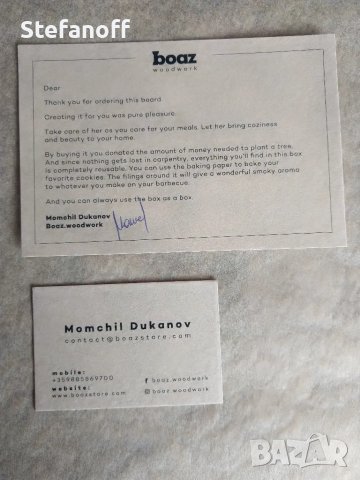 Stefanoff
boaz
woodwork
Dear
Thank you for ordering this board.
Creating it for you was pure pleasure.
Take care of her as you care for your meals. Let her bring coziness
and beauty to your home.
By buying it you donated the amount of money needed to plant a tree.
And since nothing gets lost in carpentry, everything you'll find in this box
is completely reusable. You can use the baking paper to bake your
favorite cookies. The filings around it will give a wonderful smoky aroma
to whatever you make on your barbecue.
And you can always use the box as a box.
Momchil Dukanov
Boaz.woodwork
Momchil Dukanov
contact@boazstore.com
mobile:
+359885869700
f boaz.woodwork
website:
www.boazstore.com
boaz.woodwork
BAZAR